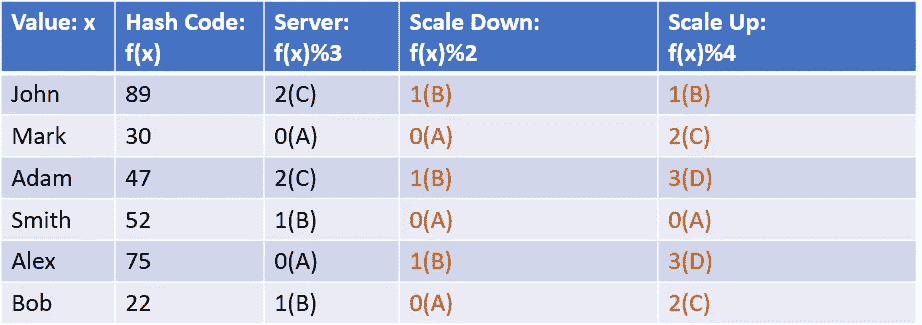 Value: x Hash Code: Server: Scale Down: Scale Up:
f(x) f(x)%3 f(x)%2 f(x)%4
John 89 2(C) 1(B) 1(B)
Mark 30 0(A) 0(A) 2(C)
Adam 47 2(C) 1(B) 3(D)
Smith 52 1(B) 0(A) 0(A)
Alex 75 0(A) 1(B) 3(D)
Bob 22 1(B) 0(A) 2(C)